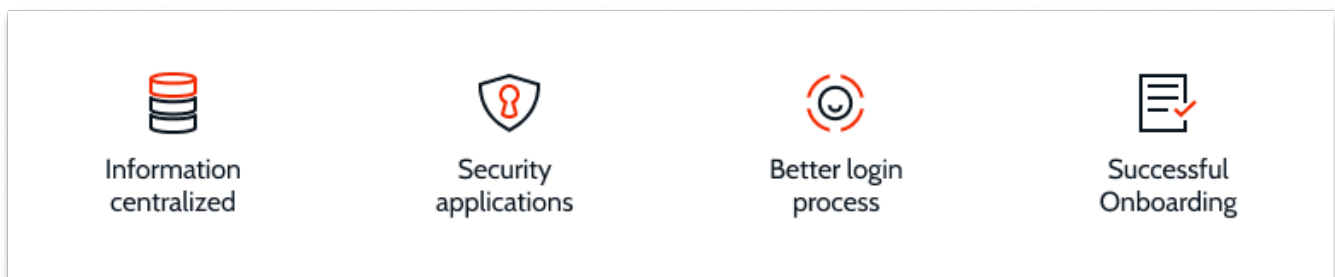 Information
centralized
Security
applications
Better login
process
Successful
Onboarding